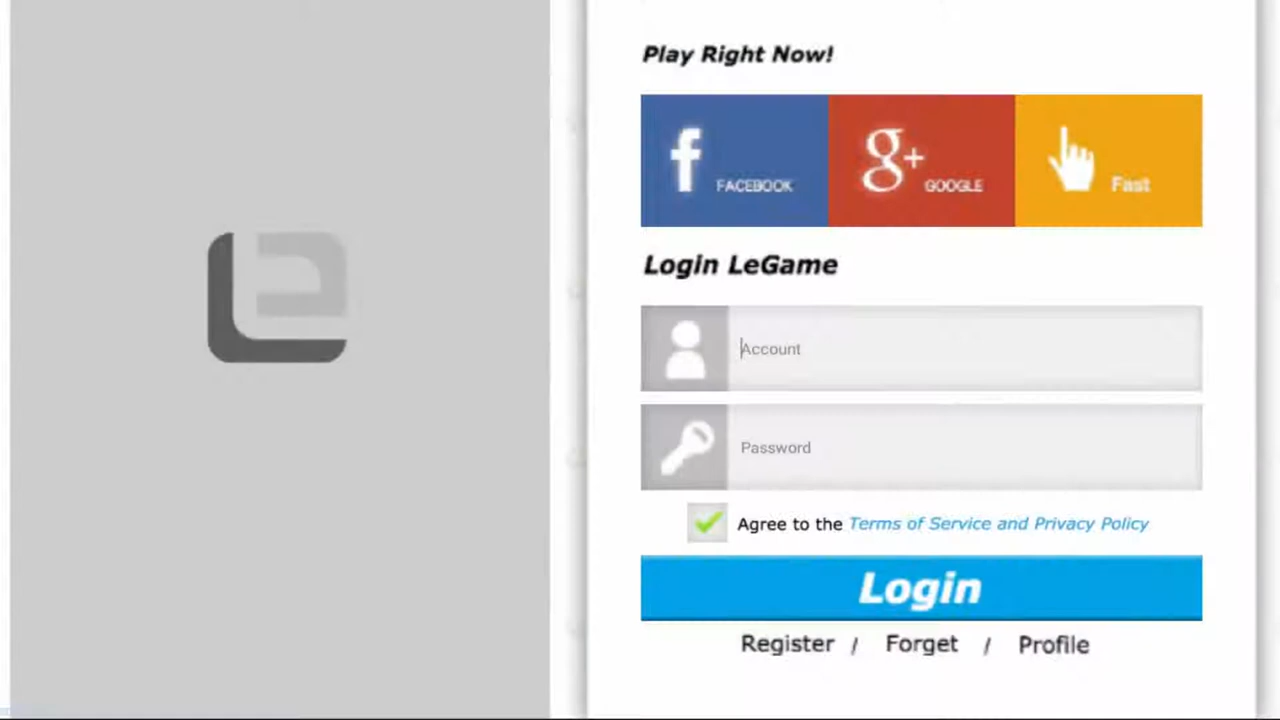 Play Right Now!
f FACEBOOK g+ GOOGLE Fast
Login LeGame
Account
Password
Agree to the Terms of Service and Privacy Policy
Login
Register / Forget / Profile